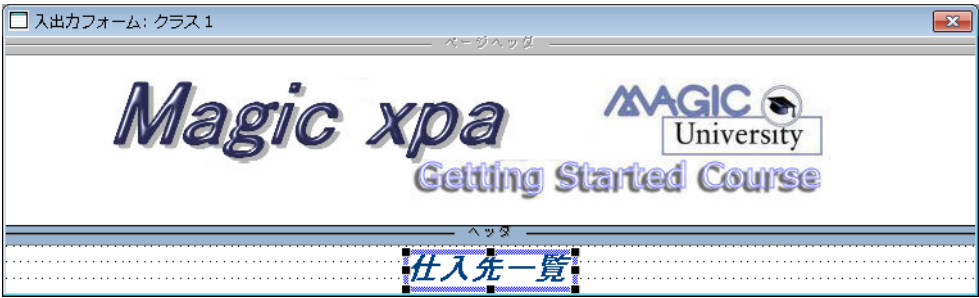 入出力フォーム: クラス 1
ページヘッダ
Magic xpa
MAGIC
University
Getting Started Course
ヘッダ
仕入先一覧